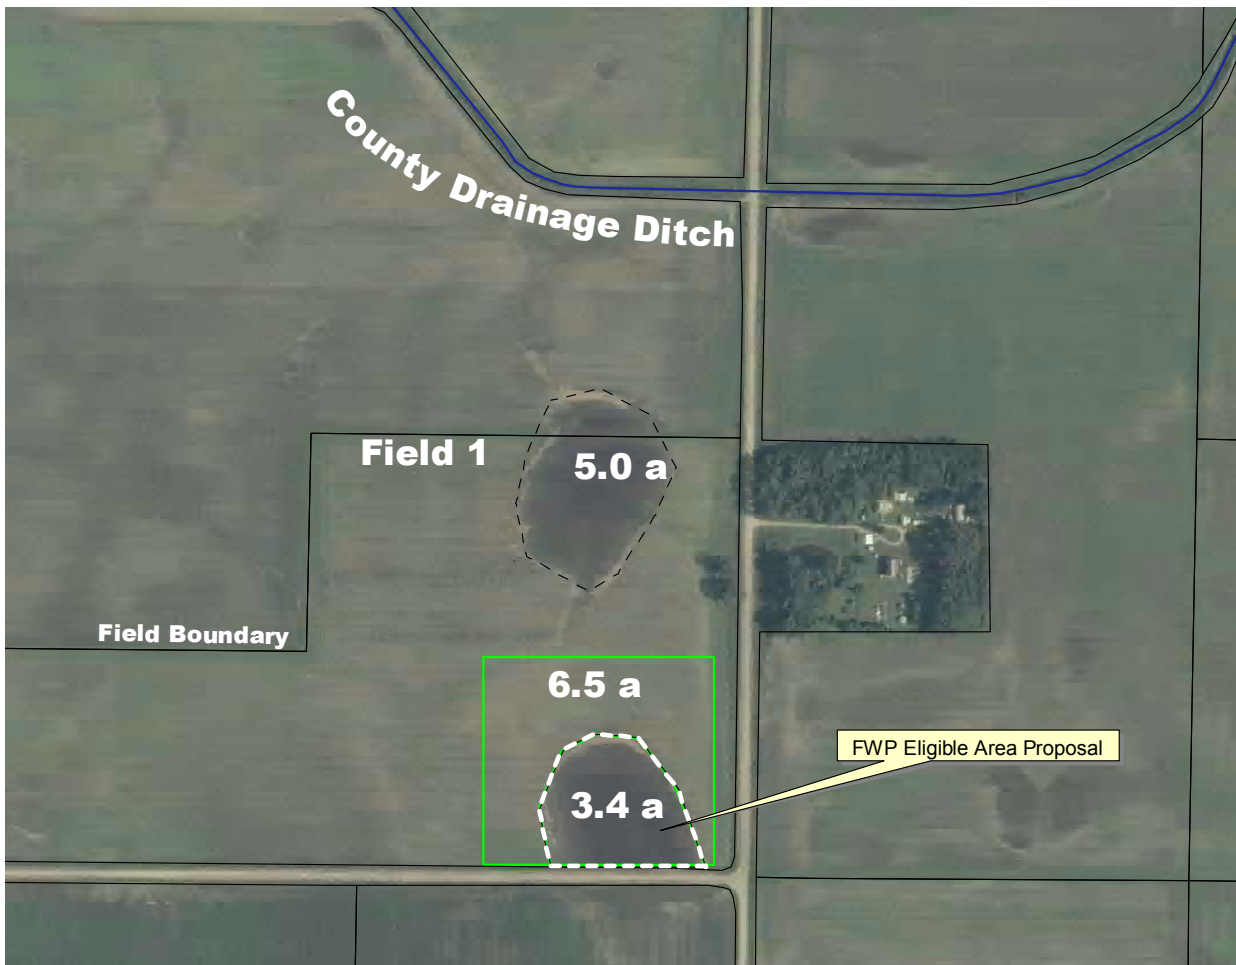 County Drainage Ditch
Field 1
5.0 a
Field Boundary
6.5 a
FWP Eligible Area Proposal
3.4 a